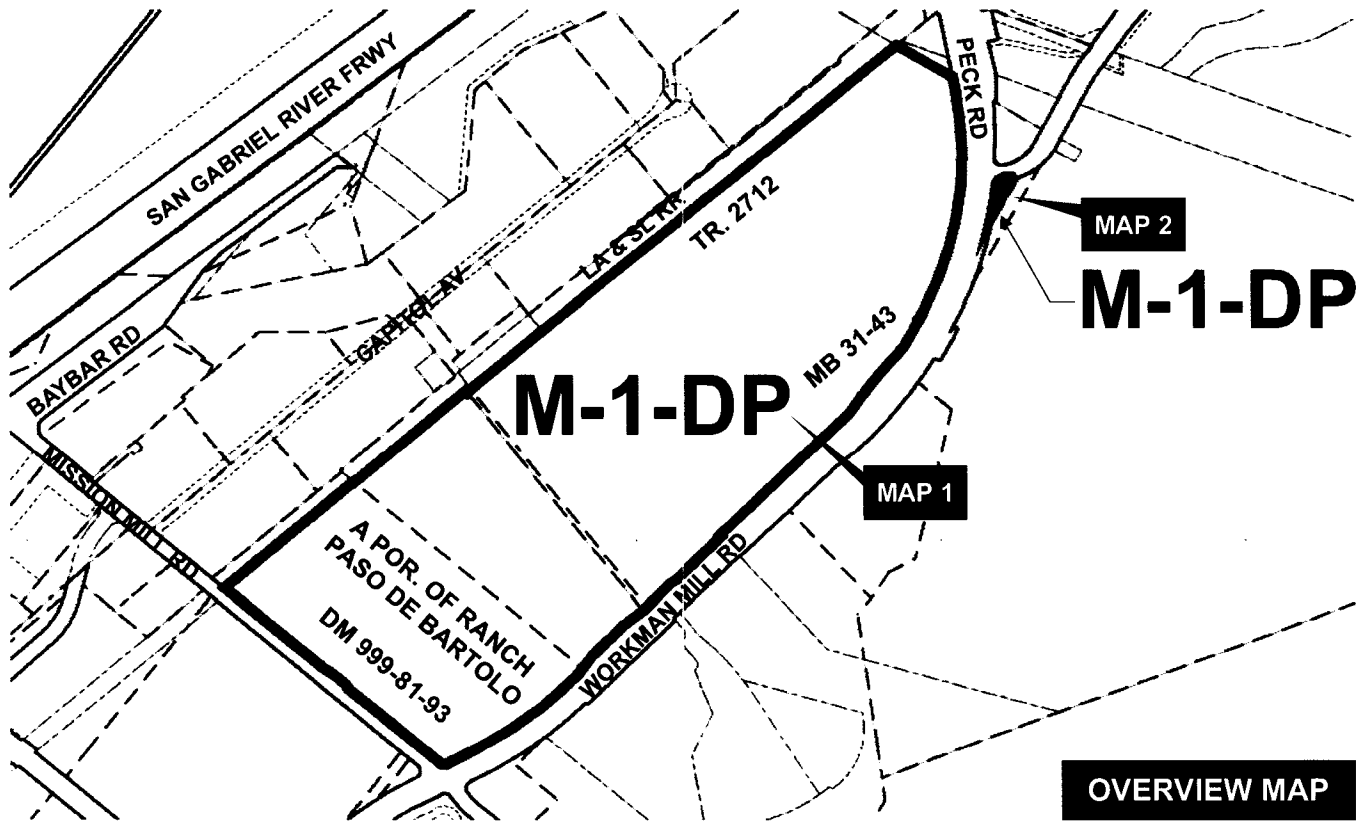 SAN GABRIEL RIVER FRWY
PECK RD
LA & SL RR
TR. 2712
MAP 2
M-1-DP
CAPITOL AV
BAYBAR RD
MB 31-43
M-1-DP
MAP 1
MISSION MILL RD
A POR. OF RANCH
PASO DE BARTOLO
DM 999-81-93
WORKMAN MILL RD
OVERVIEW MAP